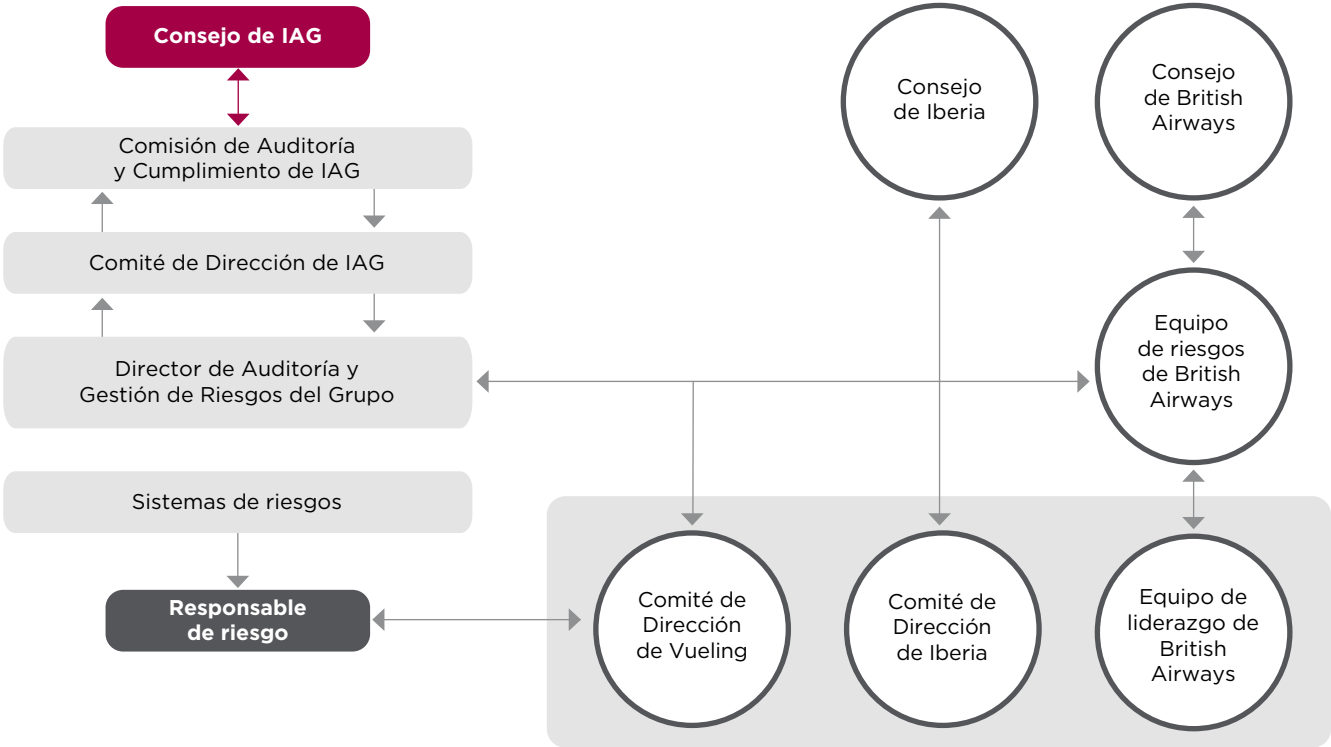 Consejo de IAG
Comisión de Auditoría
y Cumplimiento de IAG
Comité de Dirección de IAG
Director de Auditoría y
Gestión de Riesgos del Grupo
Sistemas de riesgos
Responsable
de riesgo
Consejo
de Iberia
Consejo
de British
Airways
Equipo
de riesgos
de British
Airways
Comité de
Dirección
de Vueling
Comité de
Dirección
de Iberia
Equipo de
liderazgo de
British
Airways